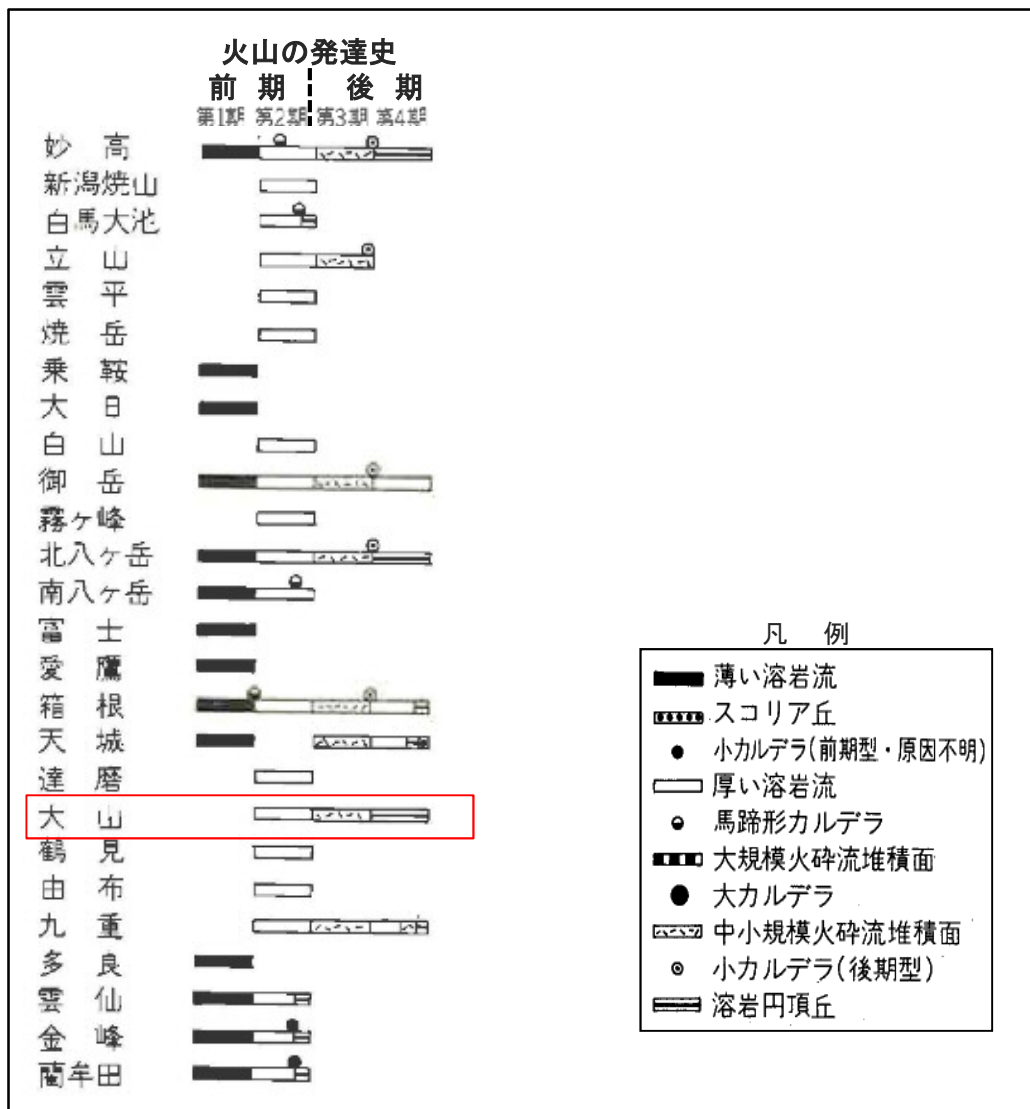 火山の発達史
前 期 後 期
第1期 第2期 第3期 第4期
妙 高
新潟焼山
白馬大池
立 山
雲 平
焼 岳
乗 鞍
大 日
白 山
御 岳
霧ヶ峰
北八ヶ岳
南八ヶ岳
富 士
愛 鷹
箱 根
天 城
達 磨
大 山
鶴 見
由 布
九 重
多 良
雲 仙
金 峰
藺牟田
凡 例
薄い溶岩流
スコリア丘
小カルデラ(前期型・原因不明)
厚い溶岩流
馬蹄形カルデラ
大規模火砕流堆積面
大カルデラ
中小規模火砕流堆積面
小カルデラ(後期型)
溶岩円頂丘